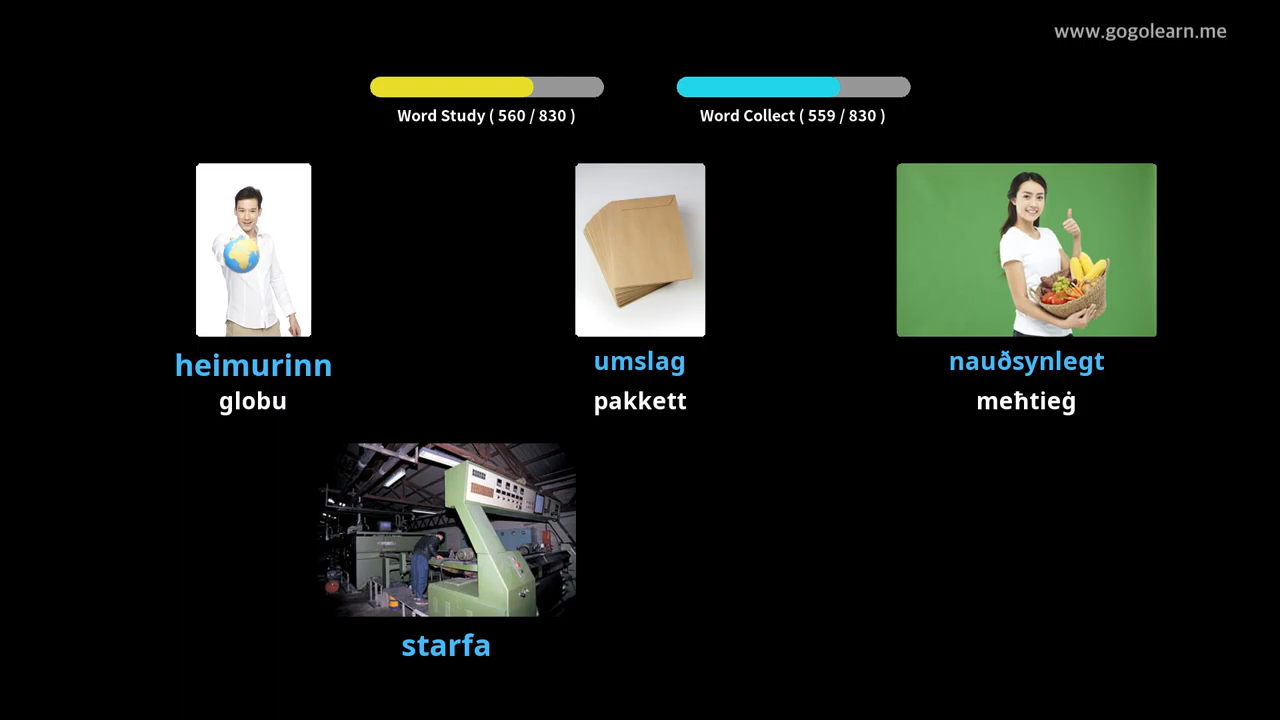 www.gogolearn.me
Word Study ( 560 / 830 )
Word Collect ( 559 / 830 )
heimurinn
globu
umslag
pakkett
nauðsynlegt
meħtieġ
starfa